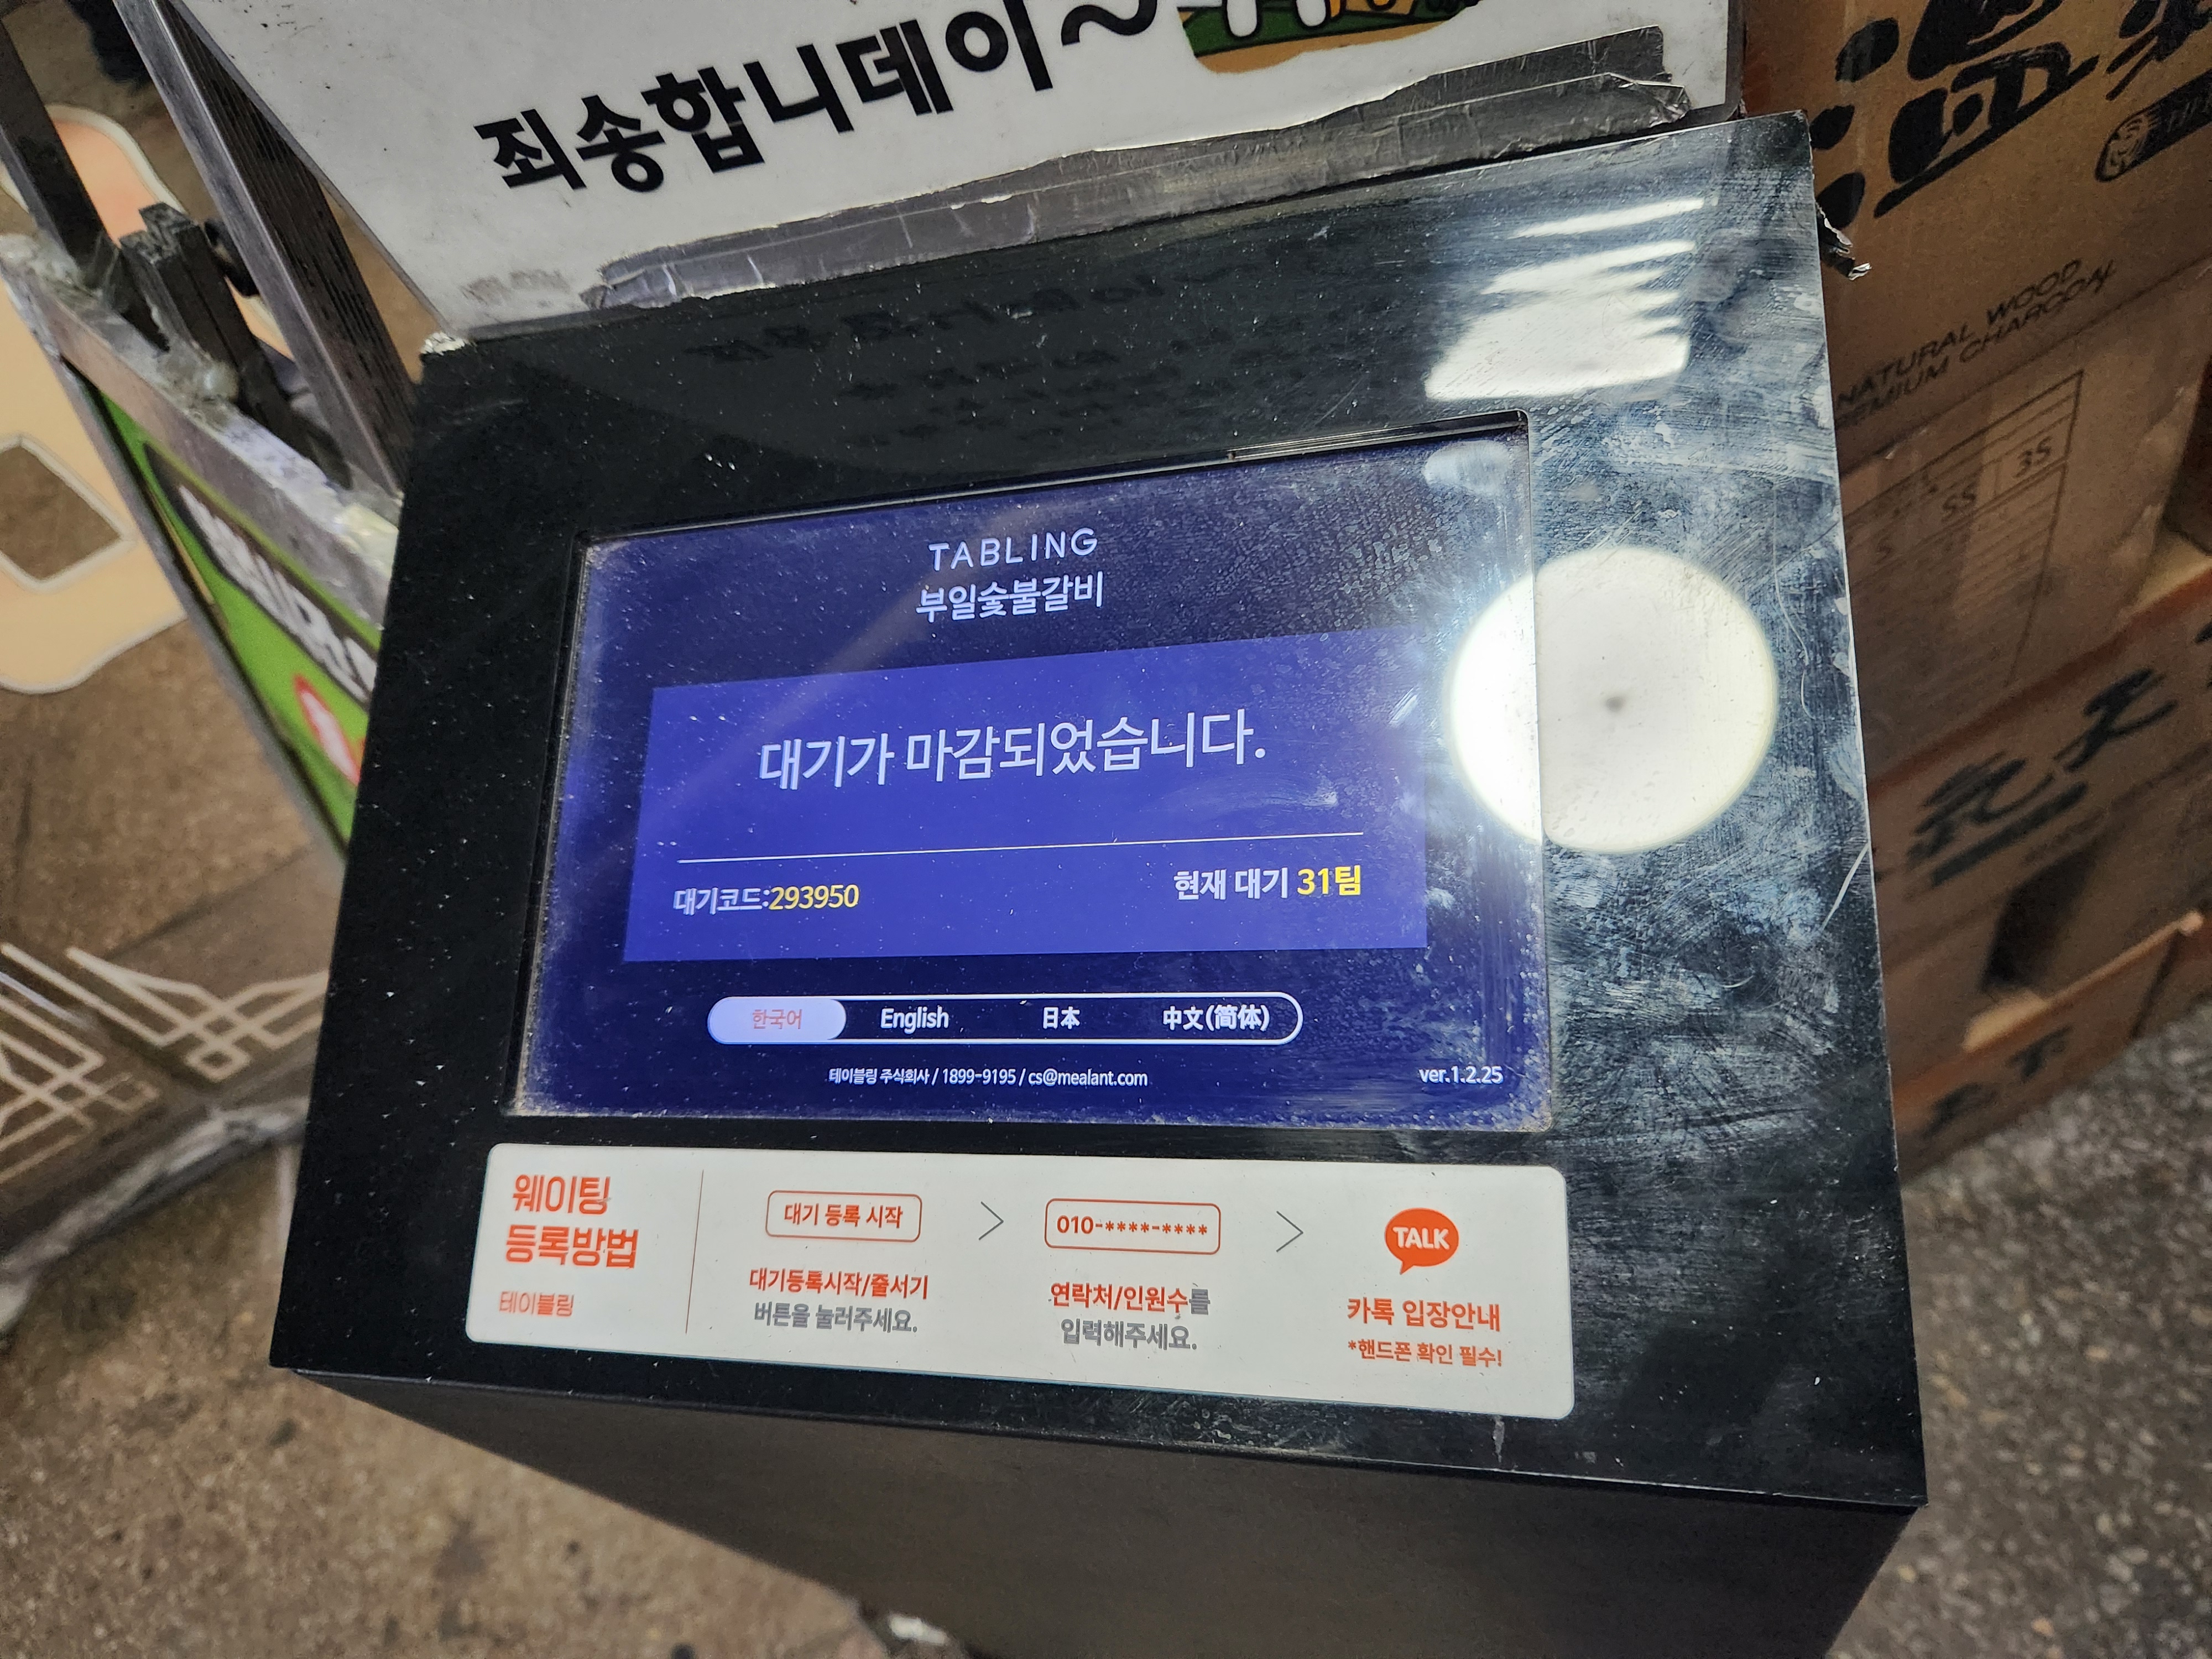 죄송합니데이~
TABLING
부일숯불갈비
대기가 마감되었습니다.
대기코드:293950
현재 대기 31팀
한국어
English
日本
中文(简体)
테이블링 주식회사 / 1899-9195 / cs@mealant.com
ver.1.2.25
웨이팅
등록방법
테이블링
대기 등록 시작
대기등록시작/줄서기
버튼을 눌러주세요.
010-****-****
연락처/인원수를
입력해주세요.
TALK
카톡 입장안내
*핸드폰 확인 필수!
NATURAL WOOD
CHARCOAL
3S
SS
S